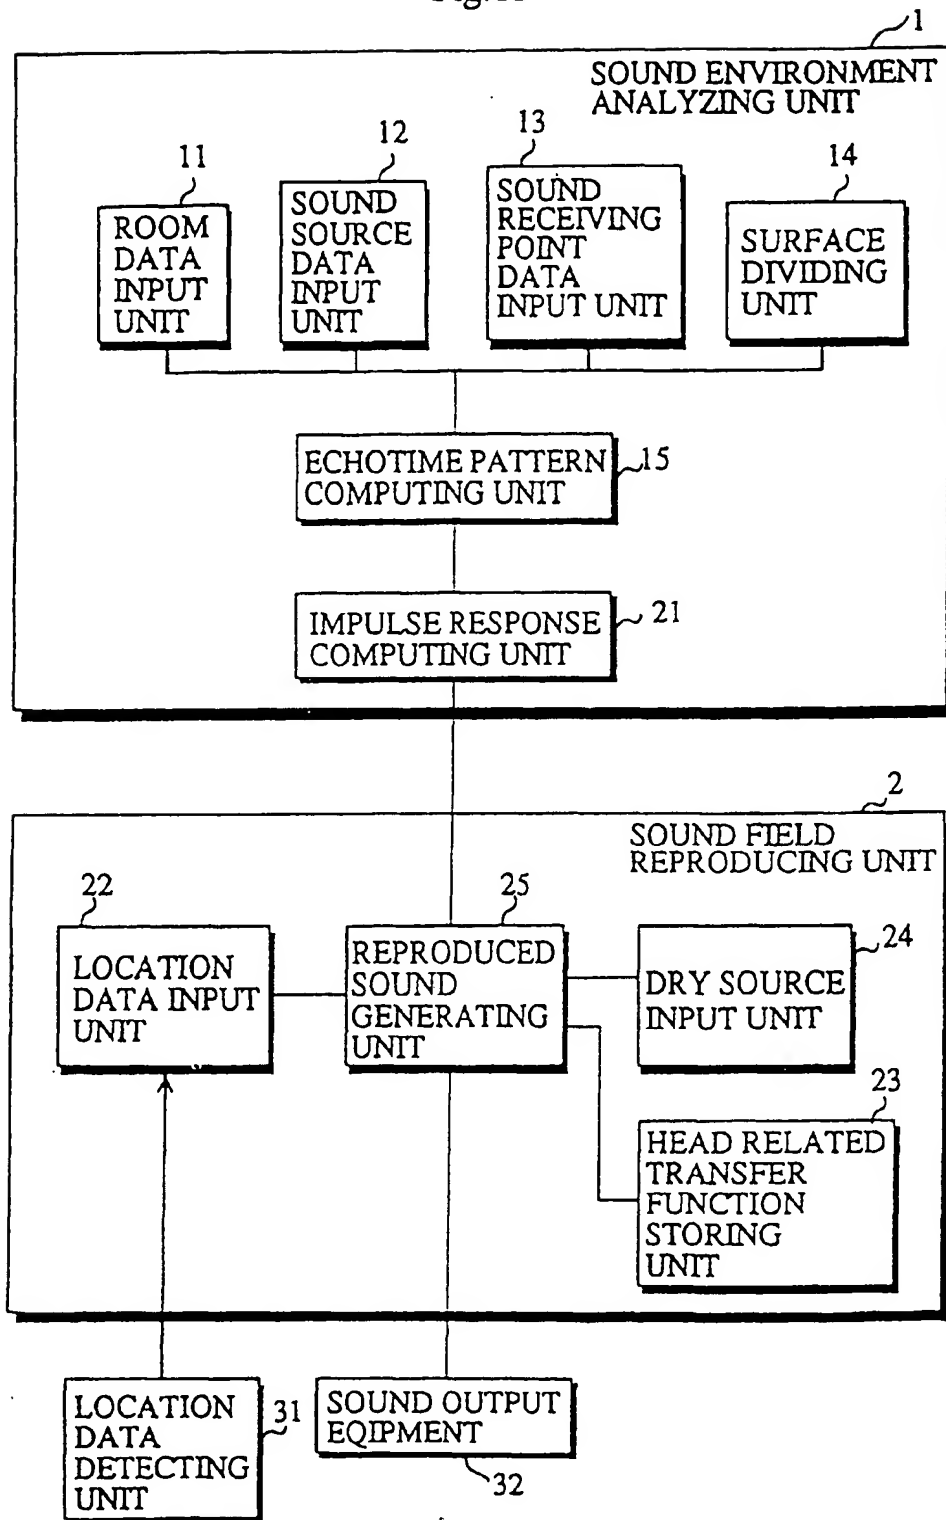 1
SOUND ENVIRONMENT
ANALYZING UNIT
11
ROOM
DATA
INPUT
UNIT
12
SOUND
SOURCE
DATA
INPUT
UNIT
13
SOUND
RECEIVING
POINT
DATA
INPUT UNIT
14
SURFACE
DIVIDING
UNIT
ECHOTIME PATTERN
COMPUTING UNIT
15
IMPULSE RESPONSE
COMPUTING UNIT
21
2
SOUND FIELD
REPRODUCING UNIT
22
LOCATION
DATA INPUT
UNIT
25
REPRODUCED
SOUND
GENERATING
UNIT
24
DRY SOURCE
INPUT UNIT
23
HEAD RELATED
TRANSFER
FUNCTION
STORING
UNIT
LOCATION
DATA
DETECTING
UNIT
31
SOUND OUTPUT
EQIPMENT
32